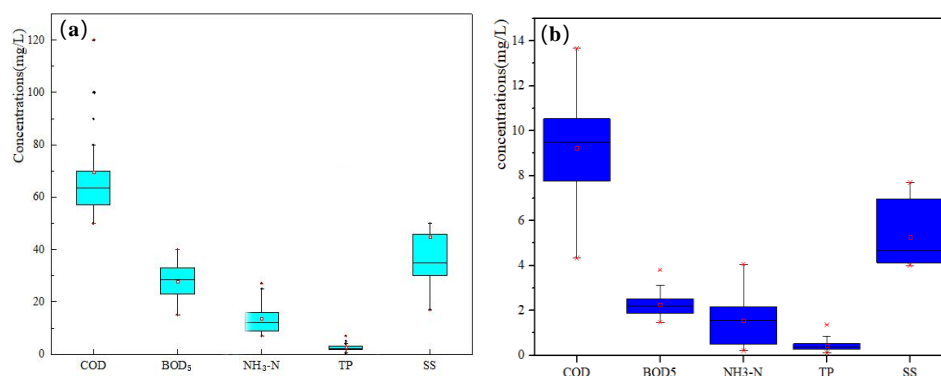 (a)
Concentrations(mg/L)
120
100
80
60
40
20
0
COD BOD₅ NH₃-N TP SS
(b)
concentrations(mg/L)
14
12
10
8
6
4
2
0
COD BOD5 NH3-N TP SS